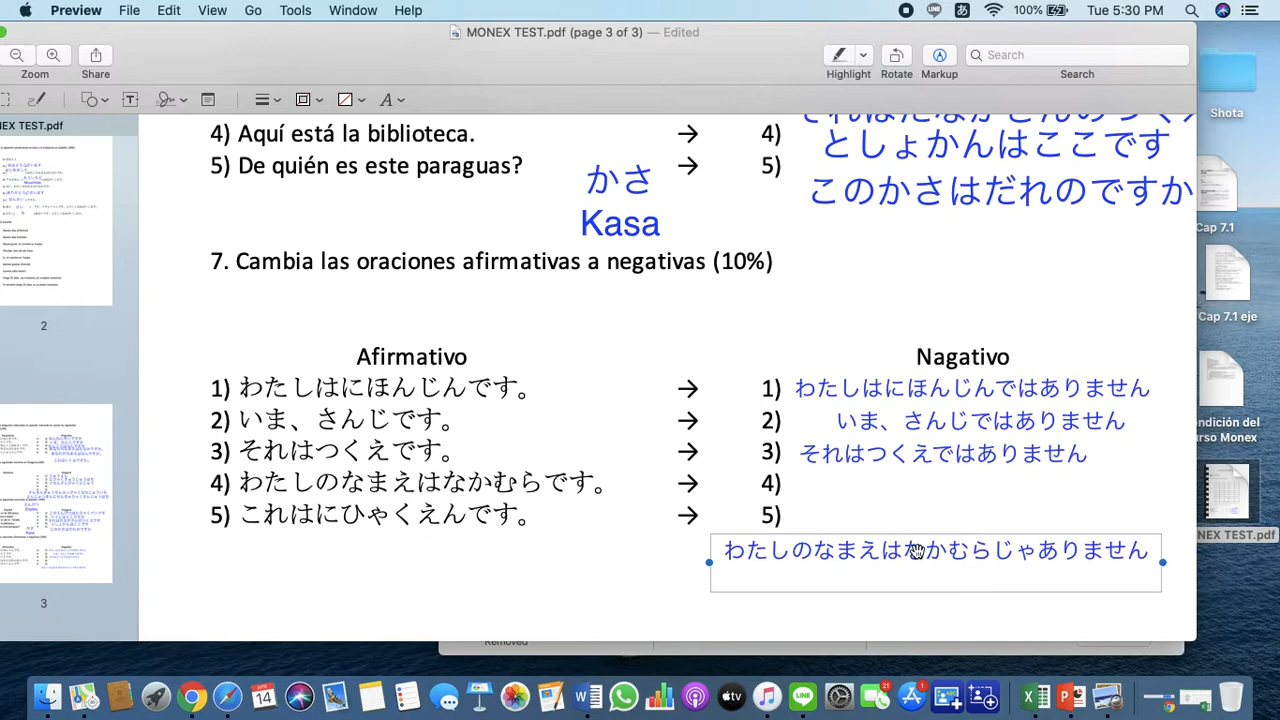 Preview File Edit View Go Tools Window Help 100% Tue 5:30 PM
MONEX TEST.pdf (page 3 of 3) — Edited
Search
Zoom Share Highlight Rotate Markup Search
NEX TEST.pdf
2
3
4) Aquí está la biblioteca. → 4) としょかんはここです
5) De quién es este paraguas? → 5) このかさはだれのですか
かさ
Kasa
7. Cambia las oraciones afirmativas a negativas (10%)
Afirmativo Nagativo
1) わたしはにほんじんです。 → 1) わたしはにほんじんではありません
2) いま、さんじです。 → 2) いま、さんじではありません
3) それはつくえです。 → 3) それはつくえではありません
4) わたしのなまえはなかむらです。 → 4)
5) これはにひゃくえんです。 → 5)
わたしのなまえはなかむらじゃありません
Shota
Cap 7.1
Cap 7.1 eje
ondición del
urso Monex
NEX TEST.pdf
Removed
APR
14
21
1